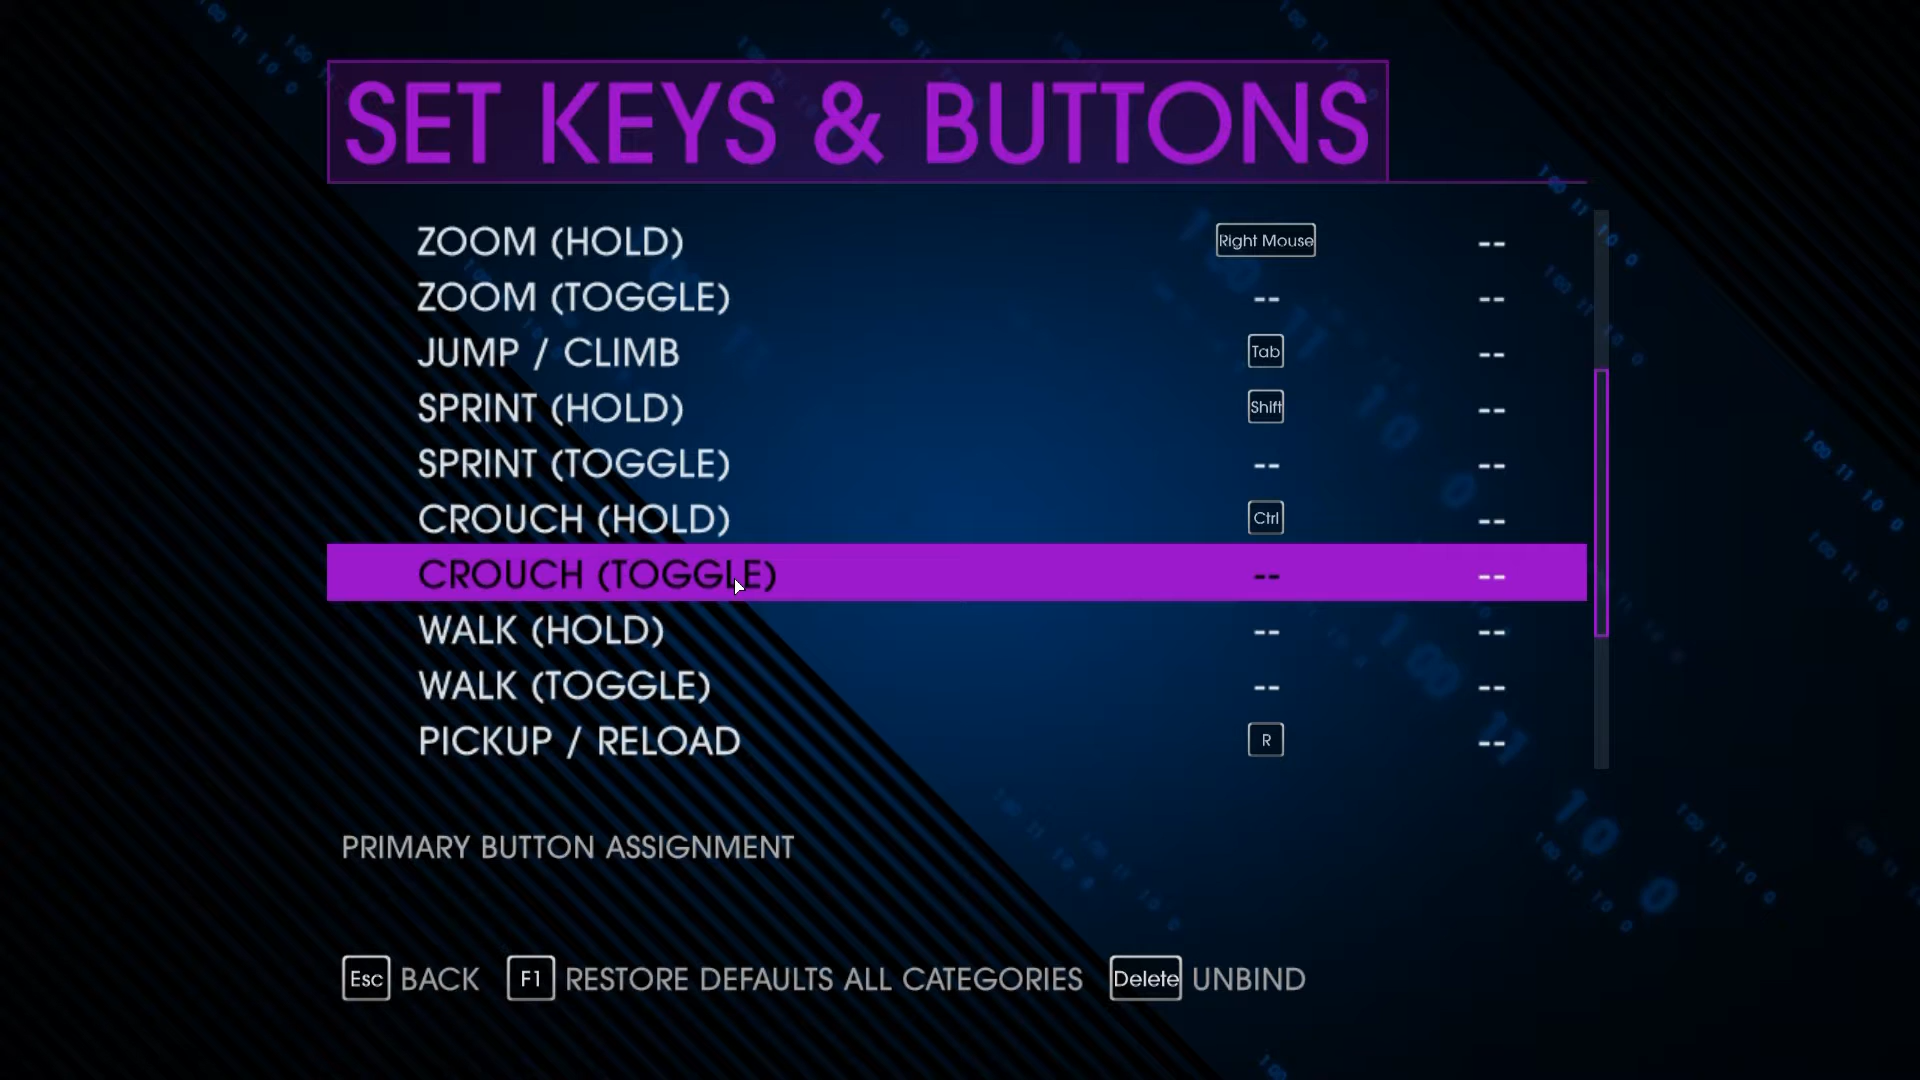 SET KEYS & BUTTONS
ZOOM (HOLD) Right Mouse --
ZOOM (TOGGLE) -- --
JUMP / CLIMB Tab --
SPRINT (HOLD) Shift --
SPRINT (TOGGLE) -- --
CROUCH (HOLD) Ctrl --
CROUCH (TOGGLE) -- --
WALK (HOLD) -- --
WALK (TOGGLE) -- --
PICKUP / RELOAD R --
PRIMARY BUTTON ASSIGNMENT
Esc BACK F1 RESTORE DEFAULTS ALL CATEGORIES Delete UNBIND